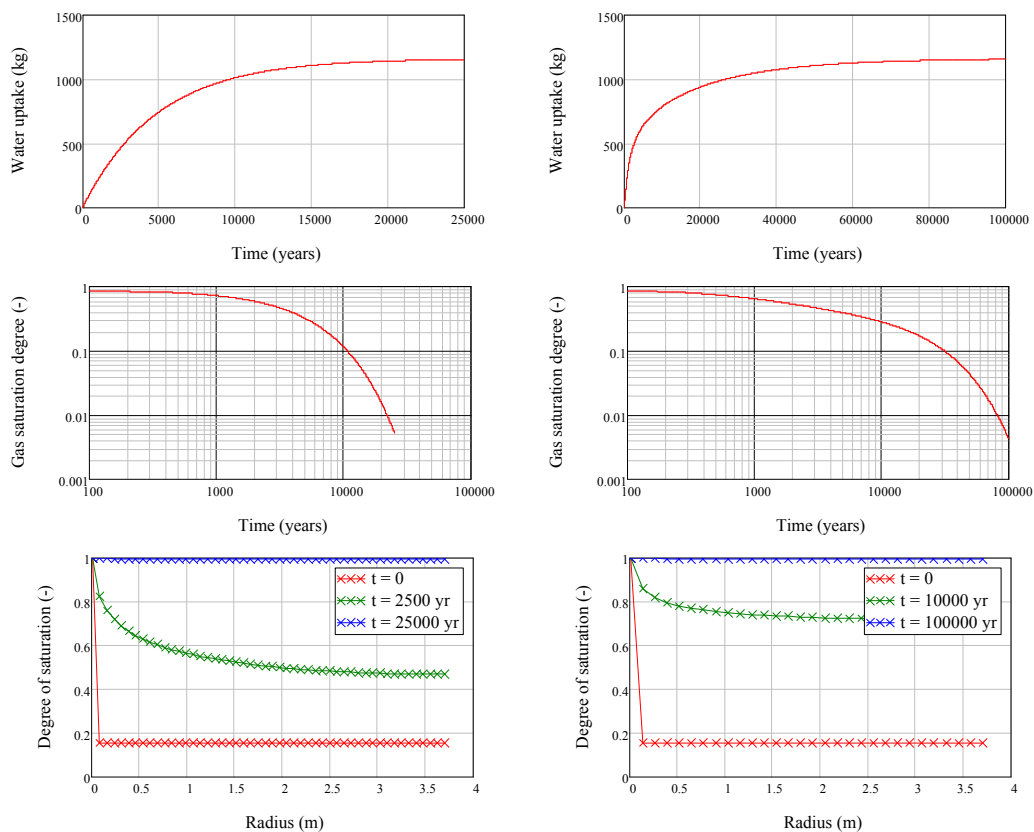 Water uptake (kg)
1500
1000
500
0
0 5000 10000 15000 20000 25000
Time (years)
Water uptake (kg)
1500
1000
500
0
0 20000 40000 60000 80000 100000
Time (years)
Gas saturation degree (-)
1
0.1
0.01
0.001
100 1000 10000 100000
Time (years)
Gas saturation degree (-)
1
0.1
0.01
0.001
100 1000 10000 100000
Time (years)
Degree of saturation (-)
1
0.8
0.6
0.4
0.2
0
0 0.5 1 1.5 2 2.5 3 3.5 4
t = 0
t = 2500 yr
t = 25000 yr
Radius (m)
Degree of saturation (-)
1
0.8
0.6
0.4
0.2
0
0 0.5 1 1.5 2 2.5 3 3.5 4
t = 0
t = 10000 yr
t = 100000 yr
Radius (m)